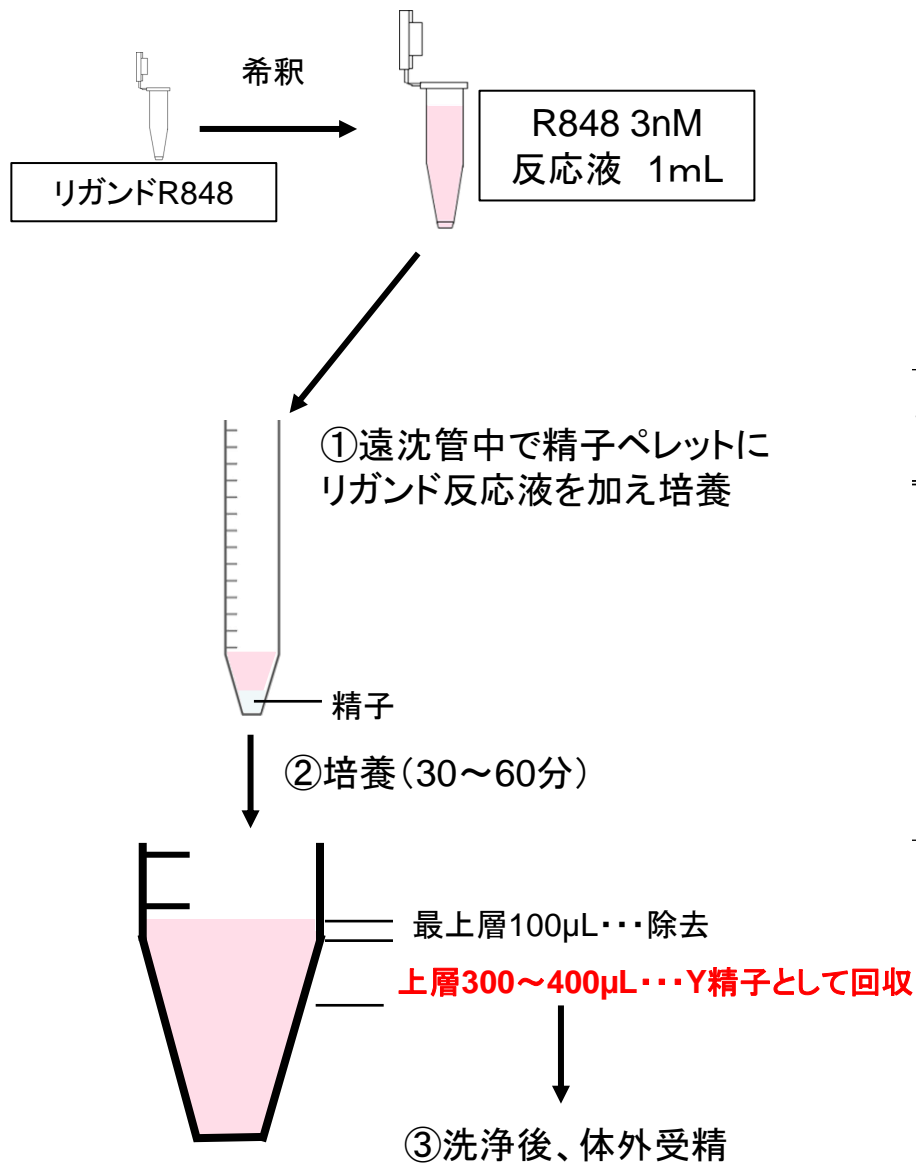 希釈
リガンドR848
R848 3nM
反応液　1mL
①遠沈管中で精子ペレットに
リガンド反応液を加え培養
精子
②培養（30～60分）
最上層100μL･･･除去
上層300～400μL･･･Y精子として回収
③洗浄後、体外受精